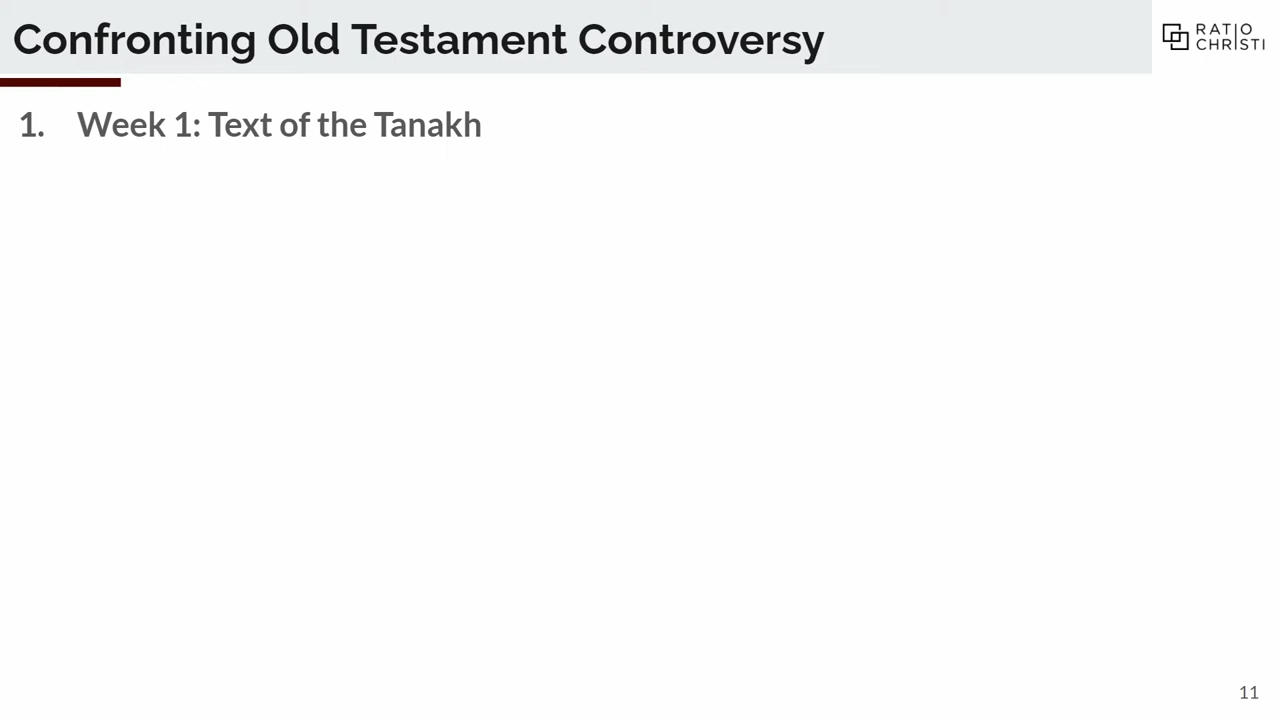 Confronting Old Testament Controversy
RATIO
CHRISTI
1. Week 1: Text of the Tanakh
11